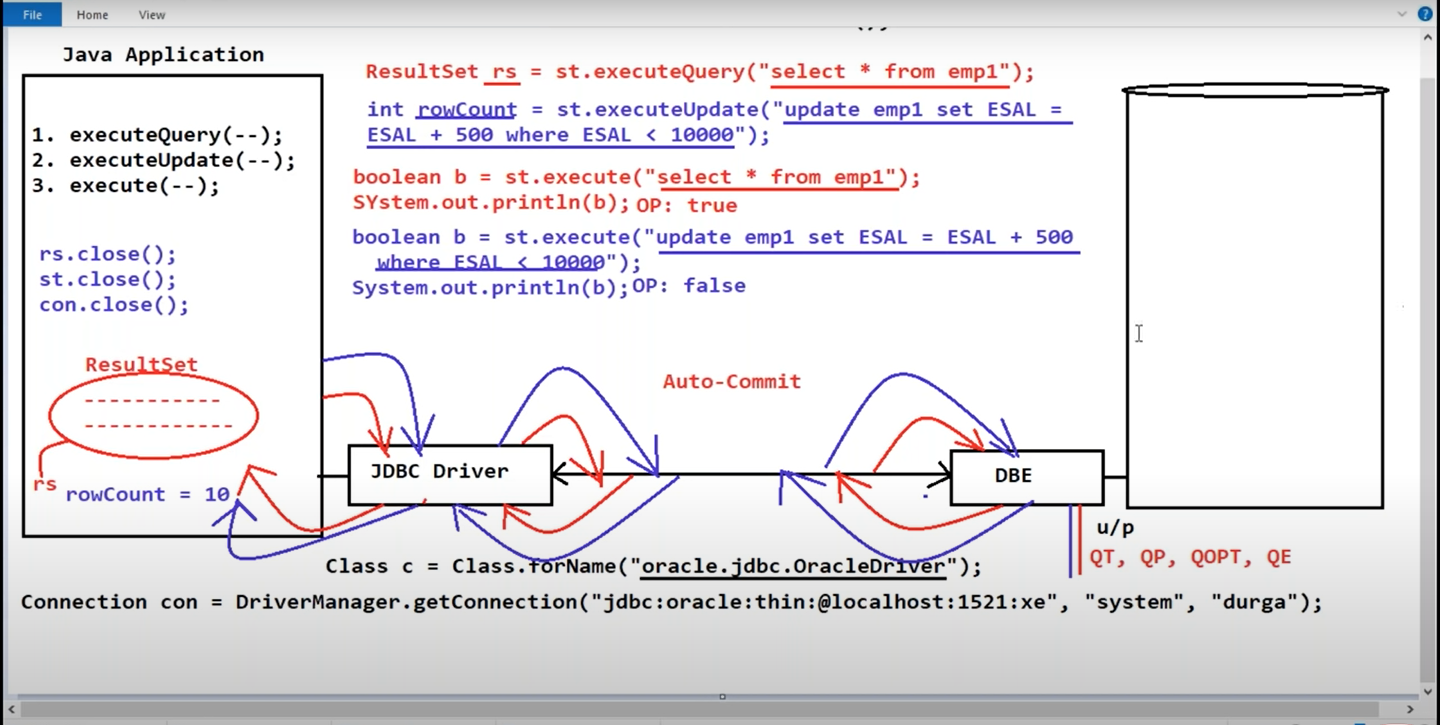 File Home View
Java Application
1. executeQuery(--);
2. executeUpdate(--);
3. execute(--);
rs.close();
st.close();
con.close();
ResultSet
rs
rowCount = 10
ResultSet rs = st.executeQuery("select * from emp1");
int rowCount = st.executeUpdate("update emp1 set ESAL =
ESAL + 500 where ESAL < 10000");
boolean b = st.execute("select * from emp1");
SYstem.out.println(b); OP: true
boolean b = st.execute("update emp1 set ESAL = ESAL + 500
where ESAL < 10000");
System.out.println(b); OP: false
Auto-Commit
JDBC Driver
DBE
u/p
QT, QP, QOPT, QE
Class c = Class.forName("oracle.jdbc.OracleDriver");
Connection con = DriverManager.getConnection("jdbc:oracle:thin:@localhost:1521:xe", "system", "durga");